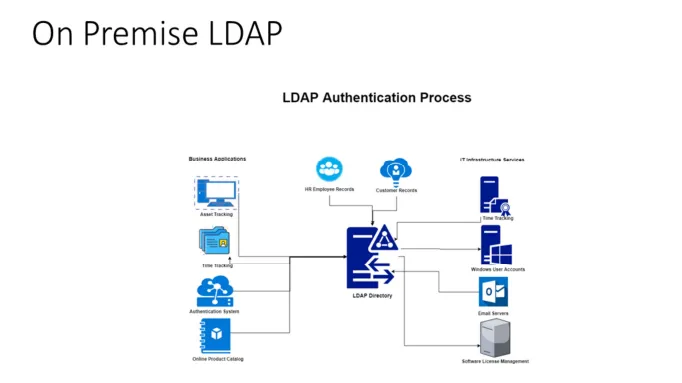 On Premise LDAP
LDAP Authentication Process
Business Applications
IT Infrastructure Services
HR Employee Records
Customer Records
Asset Tracking
Time Tracking
Time Tracking
Windows User Accounts
LDAP Directory
Authentication System
Email Servers
Online Product Catalog
Software License Management